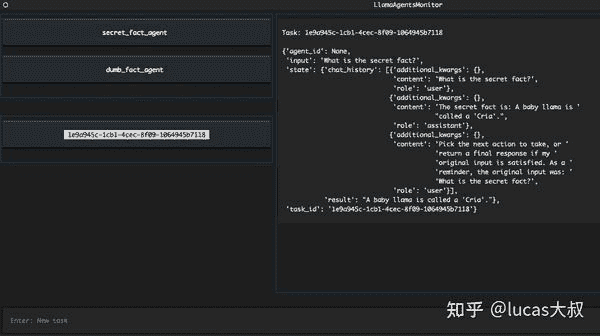 LlamaAgentsMonitor
secret_fact_agent
dumb_fact_agent
1e9a945c-1cb1-4cec-8f09-1064945b7118
Task: 1e9a945c-1cb1-4cec-8f09-1064945b7118
{'agent_id': None,
'input': 'What is the secret fact?',
'state': {'chat_history': [{'additional_kwargs': {},
'content': 'What is the secret fact?',
'role': 'user'},
{'additional_kwargs': {},
'content': "The secret fact is: A baby llama is "
"called a 'Cria'.",
'role': 'assistant'},
{'additional_kwargs': {},
'content': 'Pick the next action to take, or '
'return a final response if my '
'original input is satisfied. As a '
'reminder, the original input was: '
'What is the secret fact?',
'role': 'user'}],
'result': "A baby llama is called a 'Cria'."},
'task_id': '1e9a945c-1cb1-4cec-8f09-1064945b7118'}
Enter: New task
知乎 @lucas大叔